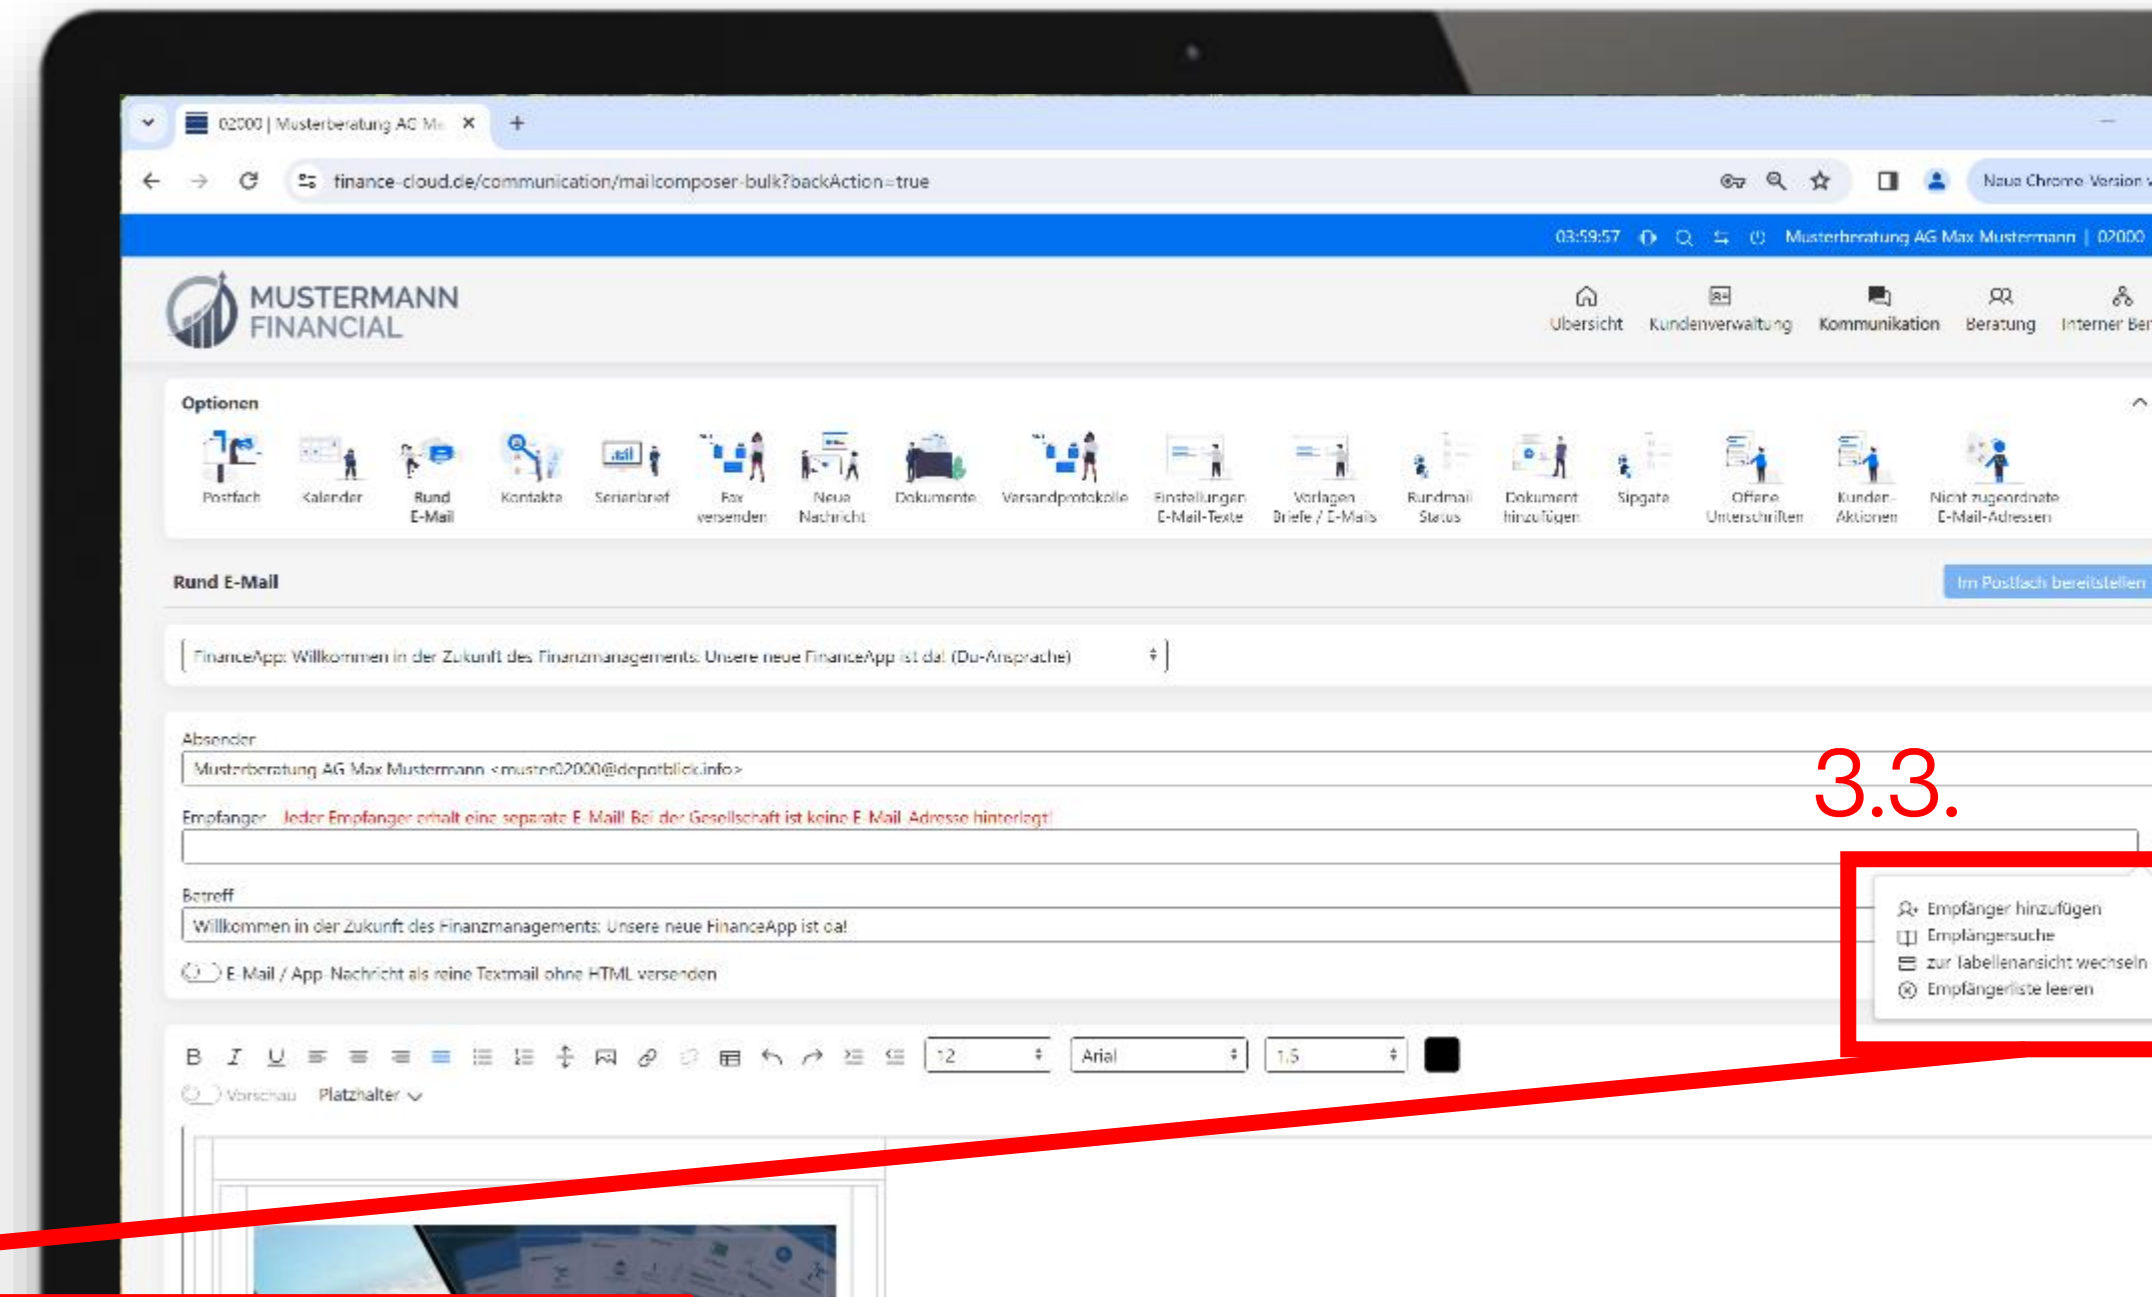 02000 | Musterberatung AG Me
finance-cloud.de/communication/mailcomposer-bulk?backAction=true
Neue Chrome-Version v
03:59:57 Musterberatung AG Max Mustermann | 02000
MUSTERMANN
FINANCIAL
Übersicht Kundenverwaltung Kommunikation Beratung Interner Ber
Optionen
Postfach Kalender Rund E-Mail Kontakte Serienbrief Fax versenden Neue Nachricht Dokumente Versandprotokolle Einstellungen E-Mail-Texte Vorlagen Briefe / E-Mails Rundmail Status Dokument hinzufügen Sipgate Offene Unterschriften Kunden-Aktionen Nicht zugeordnete E-Mail-Adressen
Rund E-Mail Im Postfach bereitstellen
FinanceApp: Willkommen in der Zukunft des Finanzmanagements: Unsere neue FinanceApp ist da! (Du-Ansprache)
Absender
Musterberatung AG Max Mustermann <muster02000@depotblick.info>
3.3.
Empfänger Jeder Empfänger erhält eine separate E-Mail! Bei der Gesellschaft ist keine E-Mail-Adresse hinterlegt!
Betreff
Willkommen in der Zukunft des Finanzmanagements: Unsere neue FinanceApp ist da!
Empfänger hinzufügen
Empfängersuche
zur Tabellenansicht wechseln
Empfängerliste leeren
E-Mail / App-Nachricht als reine Textmail ohne HTML versenden
B I U 12 Arial 1.5
Vorschau Platzhalter